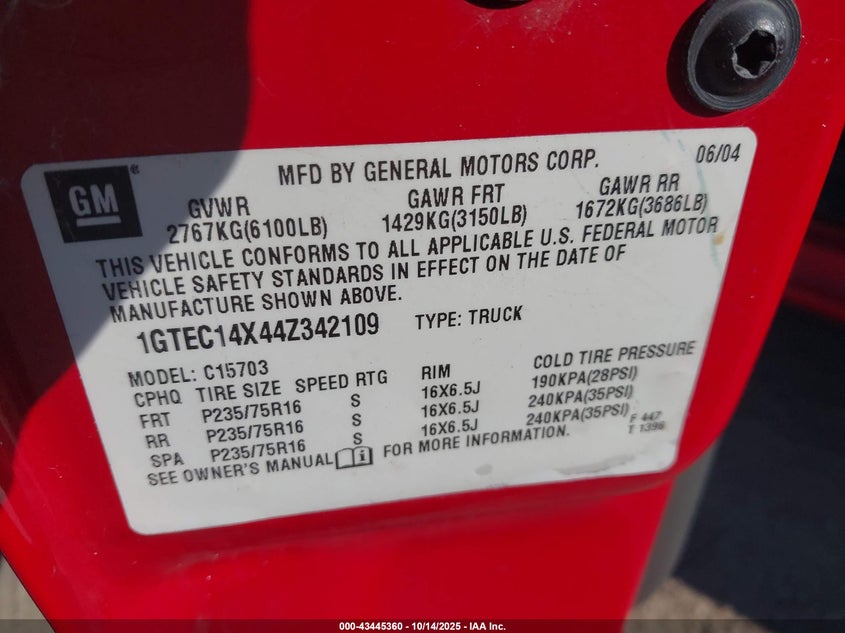 MFD BY GENERAL MOTORS CORP. 06/04
GM®
GVWR GAWR FRT GAWR RR
2767KG(6100LB) 1429KG(3150LB) 1672KG(3686LB)
THIS VEHICLE CONFORMS TO ALL APPLICABLE U.S. FEDERAL MOTOR
VEHICLE SAFETY STANDARDS IN EFFECT ON THE DATE OF
MANUFACTURE SHOWN ABOVE.
1GTEC14X44Z342109 TYPE: TRUCK
MODEL: C15703
CPHQ TIRE SIZE SPEED RTG RIM COLD TIRE PRESSURE
FRT P235/75R16 S 16X6.5J 190KPA(28PSI)
RR P235/75R16 S 16X6.5J 240KPA(35PSI)
SPA P235/75R16 S 16X6.5J 240KPA(35PSI)
SEE OWNER'S MANUAL i FOR MORE INFORMATION.
F 447
T 1396
000-43445360 - 10/14/2025 - IAA Inc.